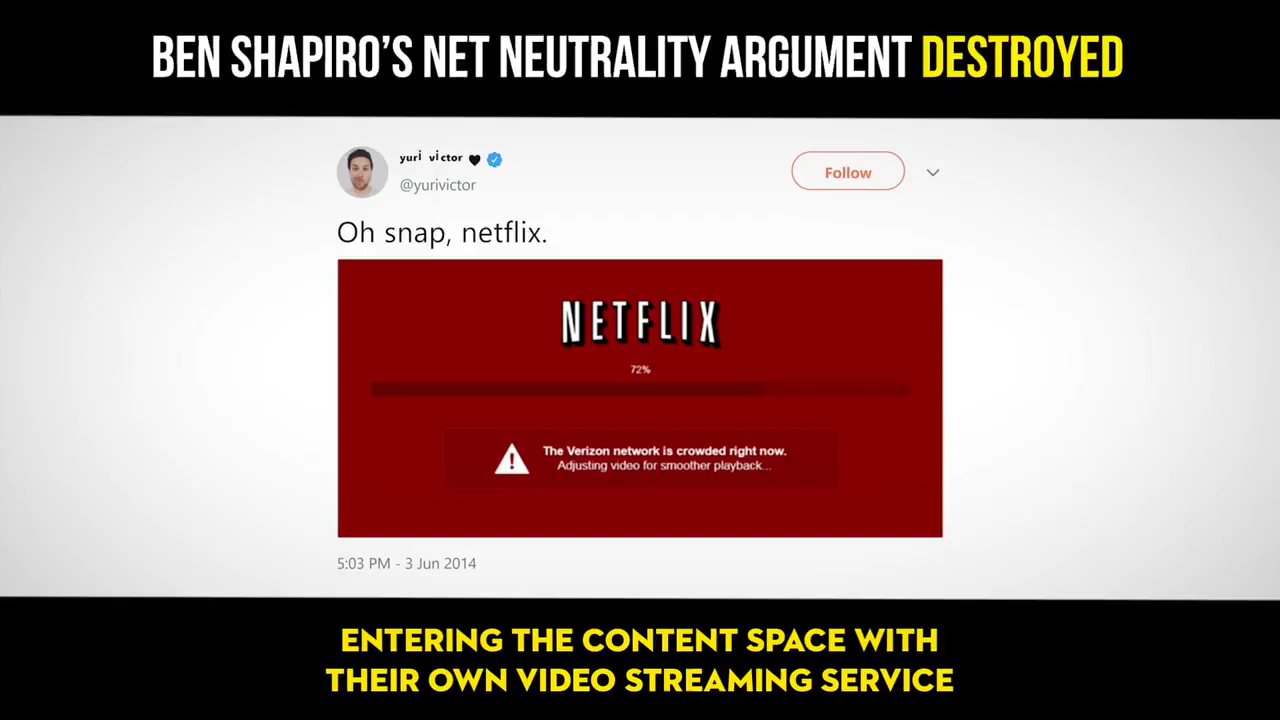 BEN SHAPIRO'S NET NEUTRALITY ARGUMENT DESTROYED
yuri victor
@yurivictor
Follow
Oh snap, netflix.
NETFLIX
72%
The Verizon network is crowded right now.
Adjusting video for smoother playback...
5:03 PM - 3 Jun 2014
ENTERING THE CONTENT SPACE WITH
THEIR OWN VIDEO STREAMING SERVICE